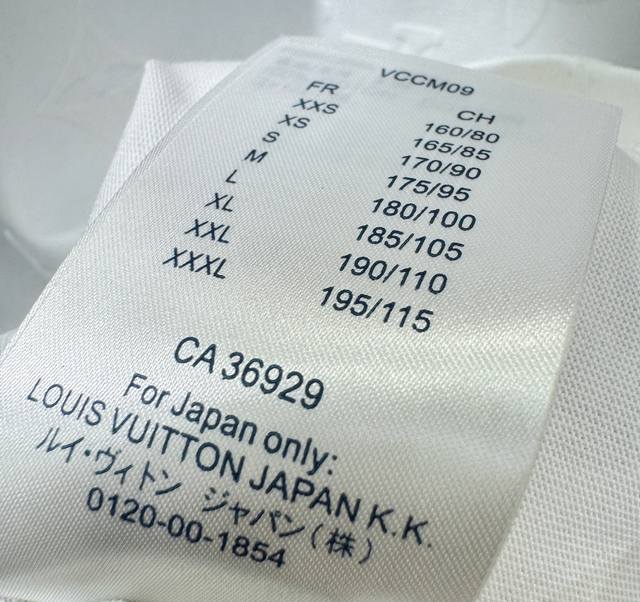 VCCM09
FR CH
XXS 160/80
XS 165/85
S 170/90
M 175/95
L 180/100
XL 185/105
XXL 190/110
XXXL 195/115
CA 36929
For Japan only:
LOUIS VUITTON JAPAN K.K.
ルイ・ヴィトン ジャパン(株)
0120-00-1854